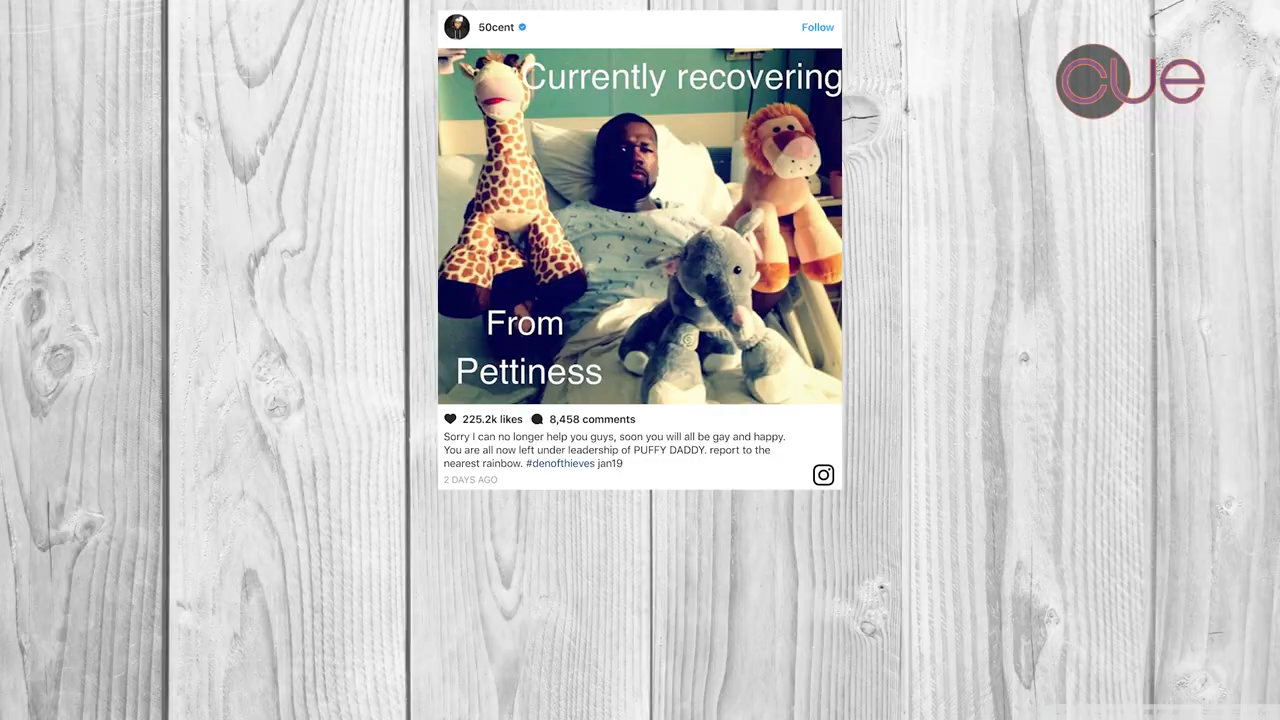 50cent
Follow
cue
Currently recovering
From
Pettiness
225.2k likes 8,458 comments
Sorry I can no longer help you guys, soon you will all be gay and happy.
You are all now left under leadership of PUFFY DADDY. report to the
nearest rainbow. #denofthieves jan19
2 DAYS AGO